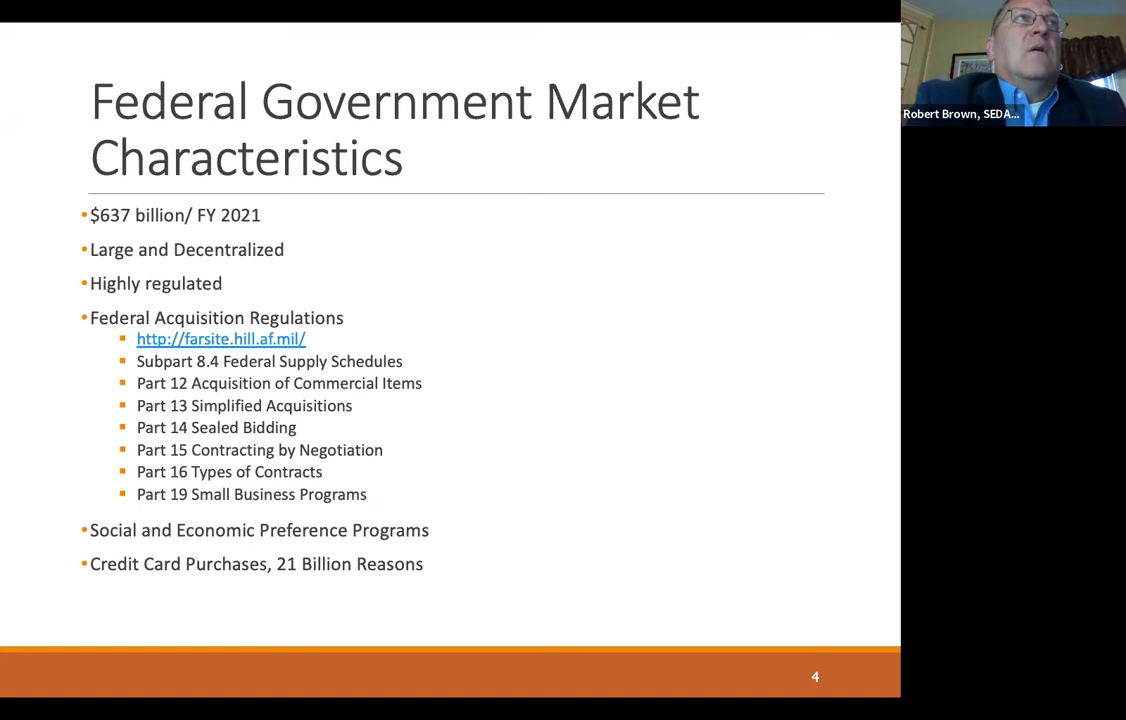 Federal Government Market
Characteristics
•$637 billion/ FY 2021
•Large and Decentralized
•Highly regulated
•Federal Acquisition Regulations
▪ http://farsite.hill.af.mil/
▪ Subpart 8.4 Federal Supply Schedules
▪ Part 12 Acquisition of Commercial Items
▪ Part 13 Simplified Acquisitions
▪ Part 14 Sealed Bidding
▪ Part 15 Contracting by Negotiation
▪ Part 16 Types of Contracts
▪ Part 19 Small Business Programs
•Social and Economic Preference Programs
•Credit Card Purchases, 21 Billion Reasons
4
Robert Brown, SEDA...